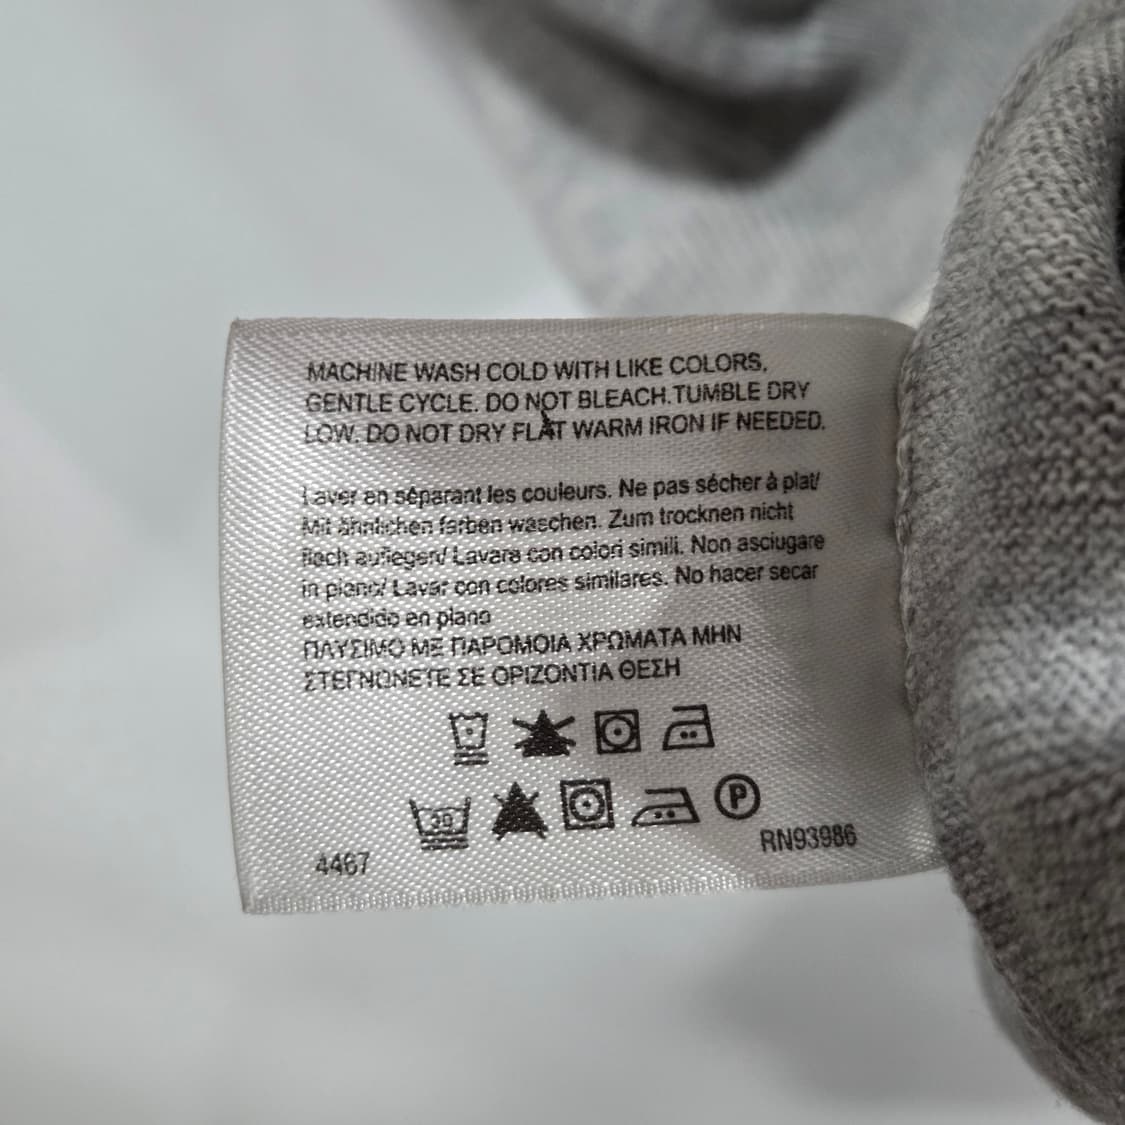 MACHINE WASH COLD WITH LIKE COLORS,
GENTLE CYCLE. DO NOT BLEACH.TUMBLE DRY
LOW. DO NOT DRY FLAT WARM IRON IF NEEDED.
Laver en séparant les couleurs. Ne pas sécher à plat/
Mit ähnlichen farben waschen. Zum trocknen nicht
flach auflegen/ Lavare con colori simili. Non asciugare
in piano/ Lavar con colores similares. No hacer secar
extendido en plano
ΠΛΥΣΙΜΟ ΜΕ ΠΑΡΟΜΟΙΑ ΧΡΩΜΑΤΑ ΜΗΝ
ΣΤΕΓΝΩΝΕΤΕ ΣΕ ΟΡΙΖΟΝΤΙΑ ΘΕΣΗ
30 P
4467 RN93986